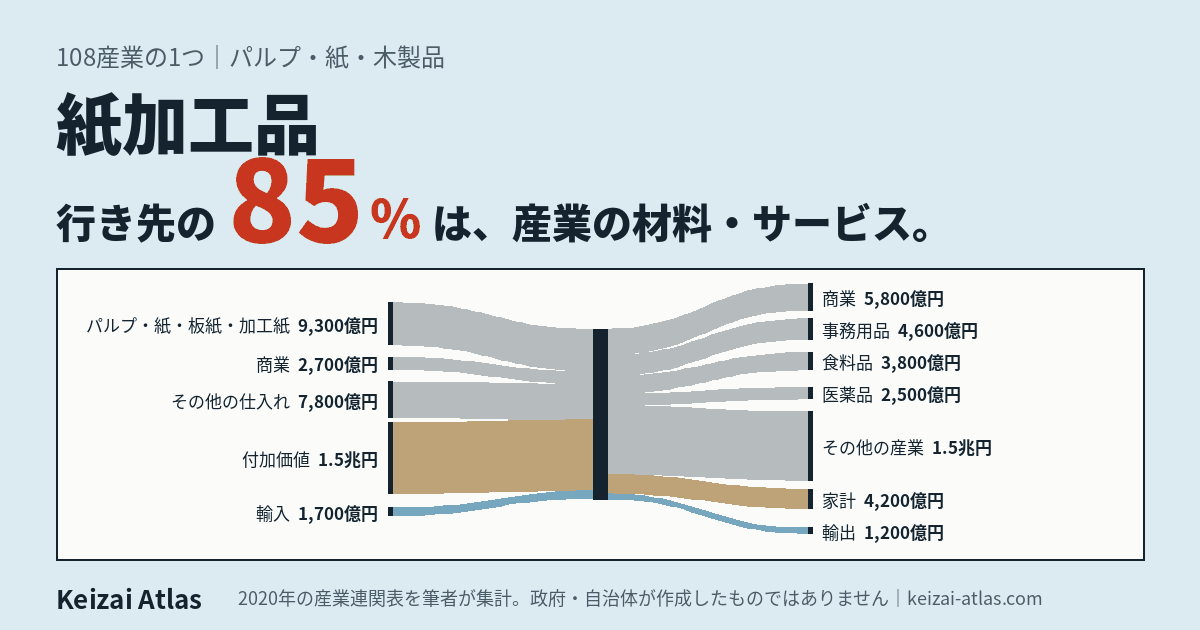 108産業の1つ｜パルプ・紙・木製品
紙加工品
行き先の 85% は、産業の材料・サービス。
パルプ・紙・板紙・加工紙 9,300億円
商業 2,700億円
その他の仕入れ 7,800億円
付加価値 1.5兆円
輸入 1,700億円
商業 5,800億円
事務用品 4,600億円
食料品 3,800億円
医薬品 2,500億円
その他の産業 1.5兆円
家計 4,200億円
輸出 1,200億円
Keizai Atlas
2020年の産業連関表を筆者が集計。政府・自治体が作成したものではありません｜keizai-atlas.com